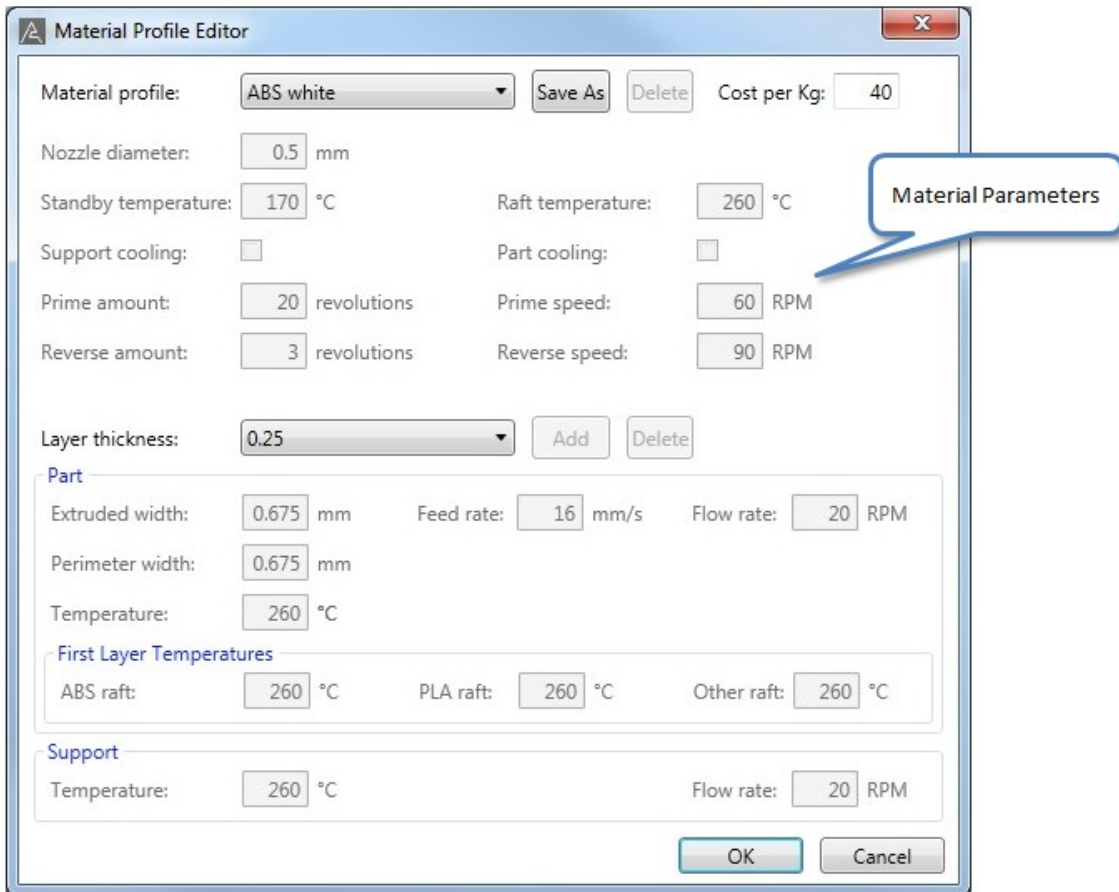 Material Profile Editor
Material profile: ABS white Save As Delete Cost per Kg: 40
Nozzle diameter: 0.5 mm
Standby temperature: 170 °C Raft temperature: 260 °C
Material Parameters
Support cooling: Part cooling:
Prime amount: 20 revolutions Prime speed: 60 RPM
Reverse amount: 3 revolutions Reverse speed: 90 RPM
Layer thickness: 0.25 Add Delete
Part
Extruded width: 0.675 mm Feed rate: 16 mm/s Flow rate: 20 RPM
Perimeter width: 0.675 mm
Temperature: 260 °C
First Layer Temperatures
ABS raft: 260 °C PLA raft: 260 °C Other raft: 260 °C
Support
Temperature: 260 °C Flow rate: 20 RPM
OK Cancel